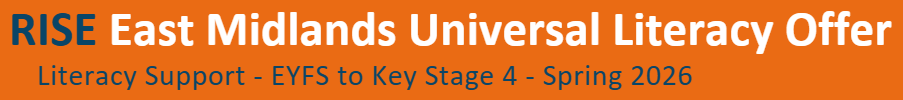 RISE East Midlands Universal Literacy Offer
Literacy Support - EYFS to Key Stage 4 - Spring 2026